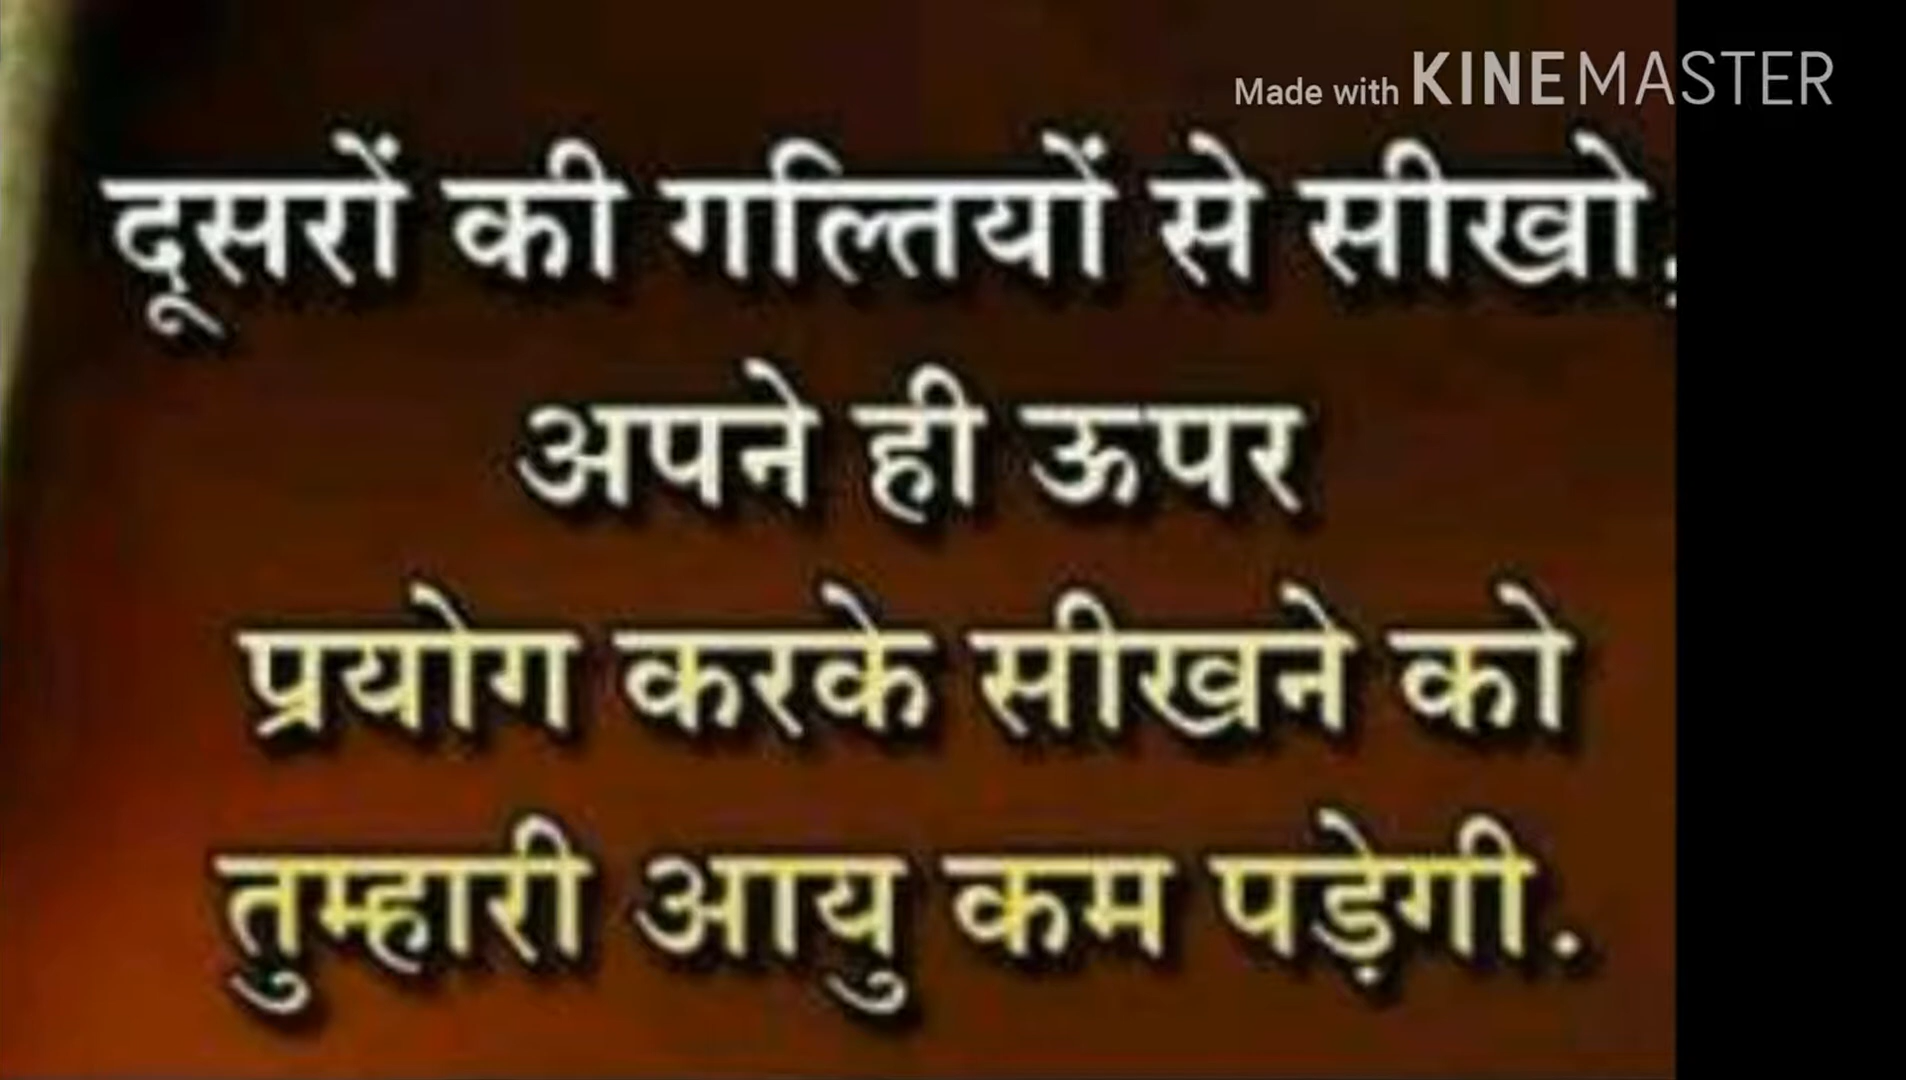 Made with KINEMASTER
दूसरों की गल्तियों से सीखो,
अपने ही ऊपर
प्रयोग करके सीखने को
तुम्हारी आयु कम पड़ेगी.